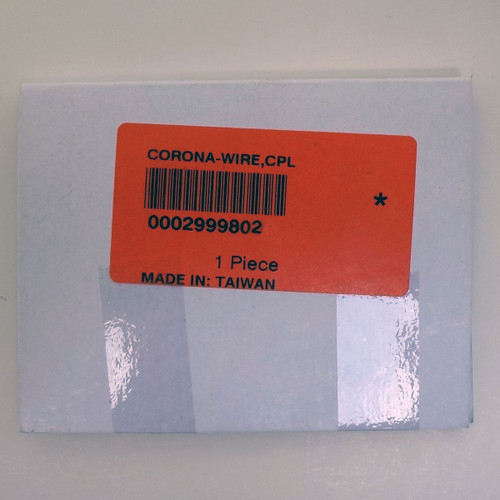 CORONA-WIRE,CPL
*
0002999802
1 Piece
MADE IN: TAIWAN